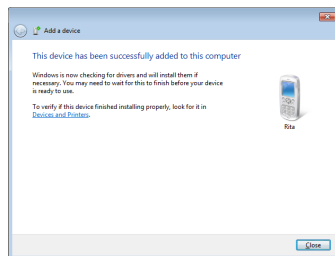 Add a device
This device has been successfully added to this computer
Windows is now checking for drivers and will install them if
necessary. You may need to wait for this to finish before your device
is ready to use.
To verify if this device finished installing properly, look for it in
Devices and Printers.
Rita
Close